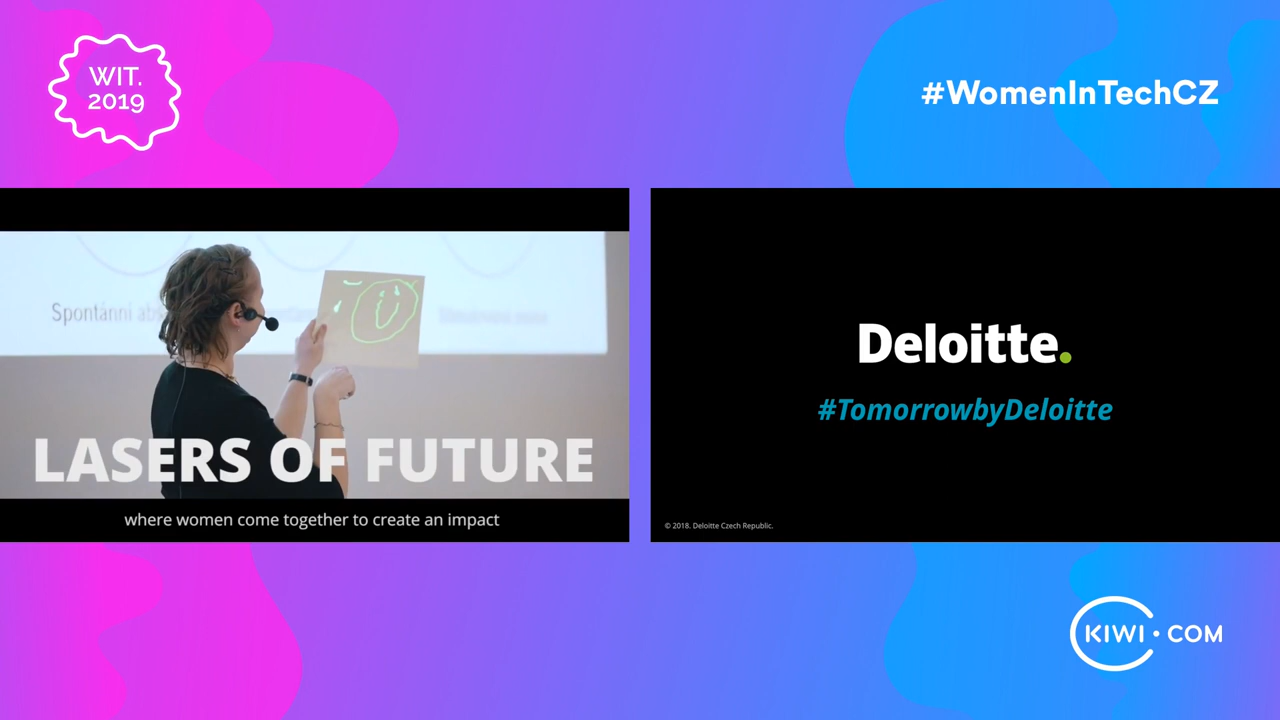 WIT.
2019
#WomenInTechCZ
Spontánní
LASERS OF FUTURE
where women come together to create an impact
Deloitte.
#TomorrowbyDeloitte
© 2018. Deloitte Czech Republic.
KIWI·COM